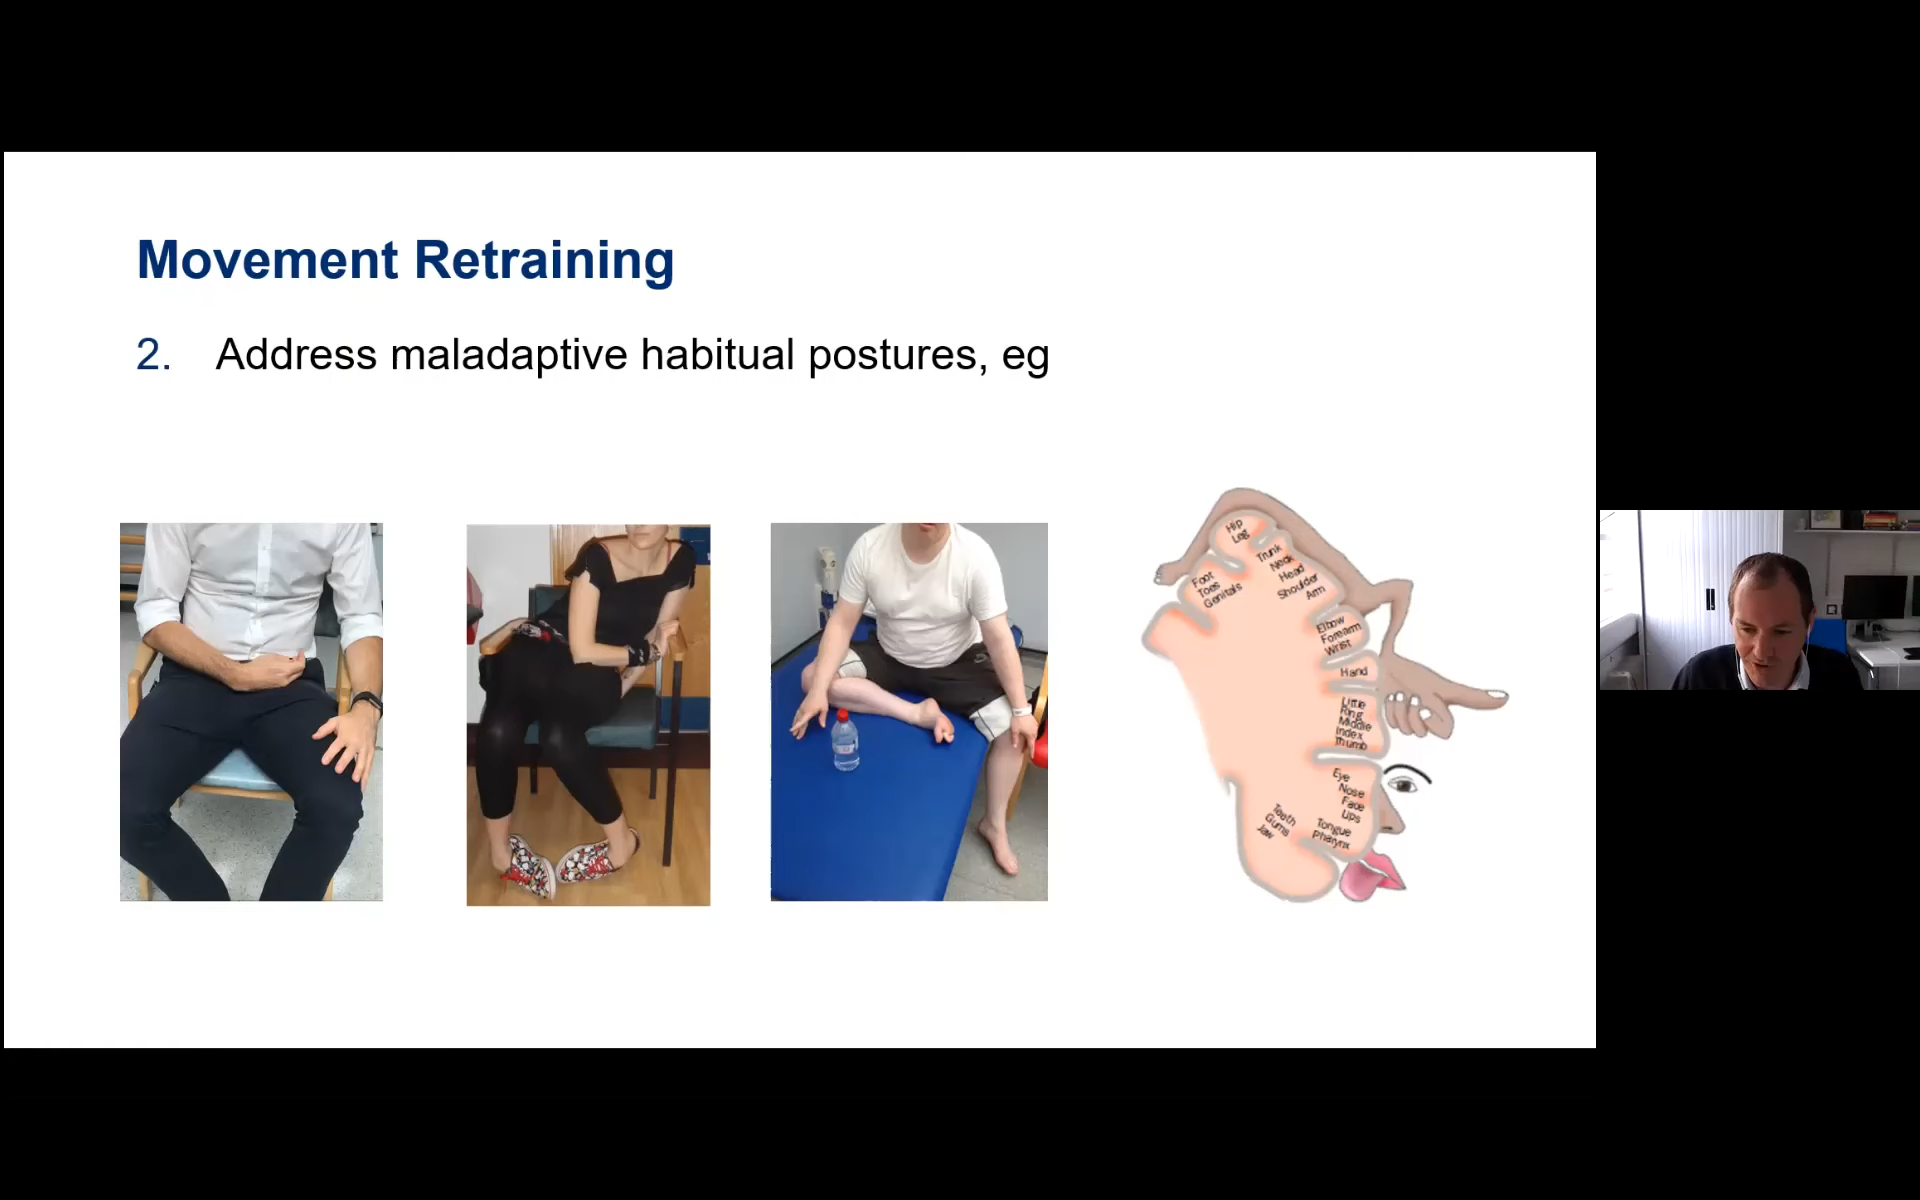 Movement Retraining
2. Address maladaptive habitual postures, eg
Hip
Leg
Trunk
Neck
Head
Shoulder
Arm
Foot
Toes
Genitals
Elbow
Forearm
Wrist
Hand
Little
Ring
Middle
Index
Thumb
Eye
Nose
Face
Lips
Teeth
Gums
Jaw
Tongue
Pharynx